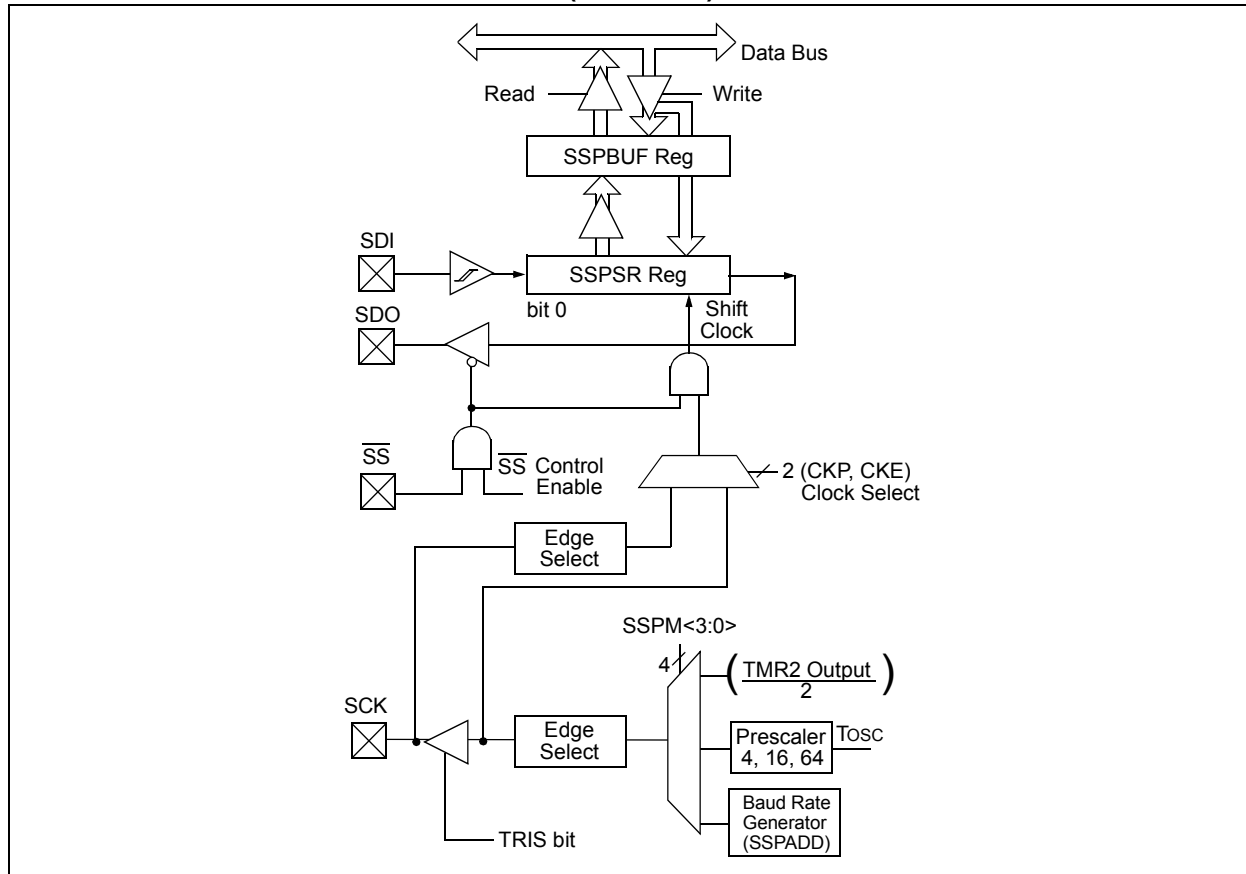 Data Bus
Read
Write
SSPBUF Reg
SDI
SSPSR Reg
bit 0
Shift
Clock
SDO
SS
SS Control
Enable
2 (CKP, CKE)
Clock Select
Edge
Select
SSPM<3:0>
4
(TMR2 Output
2)
SCK
Edge
Select
Prescaler
4, 16, 64
TOSC
Baud Rate
Generator
(SSPADD)
TRIS bit